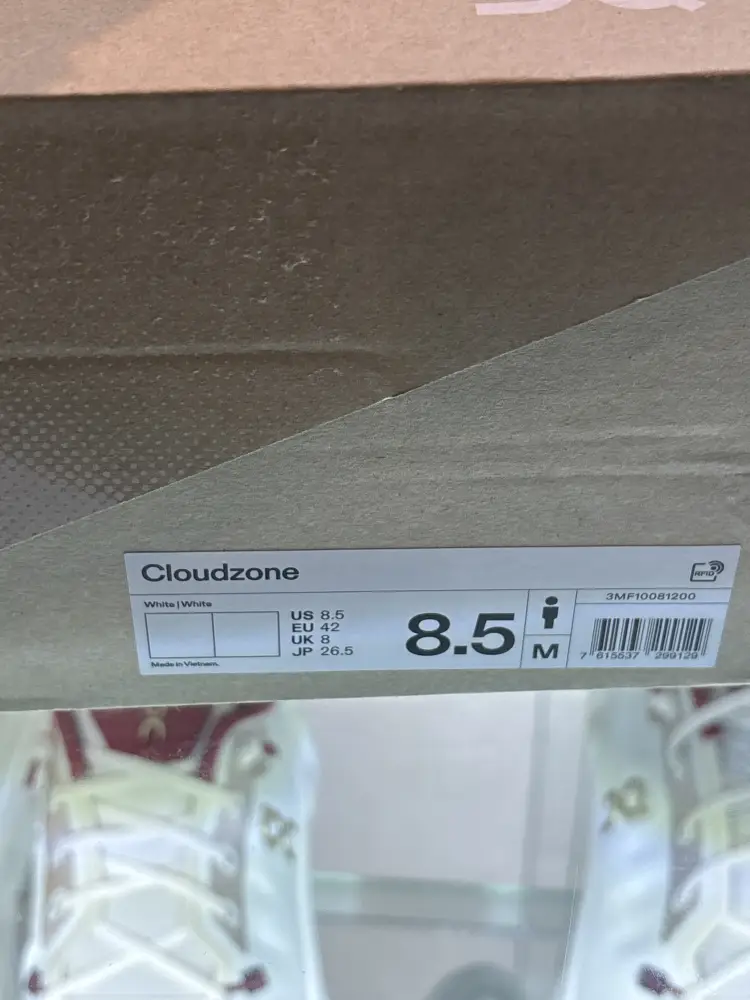 Cloudzone
RFID
White | White
US 8.5
EU 42
UK 8
JP 26.5
8.5
M
3MF10081200
7 615537 299129
Made in Vietnam.